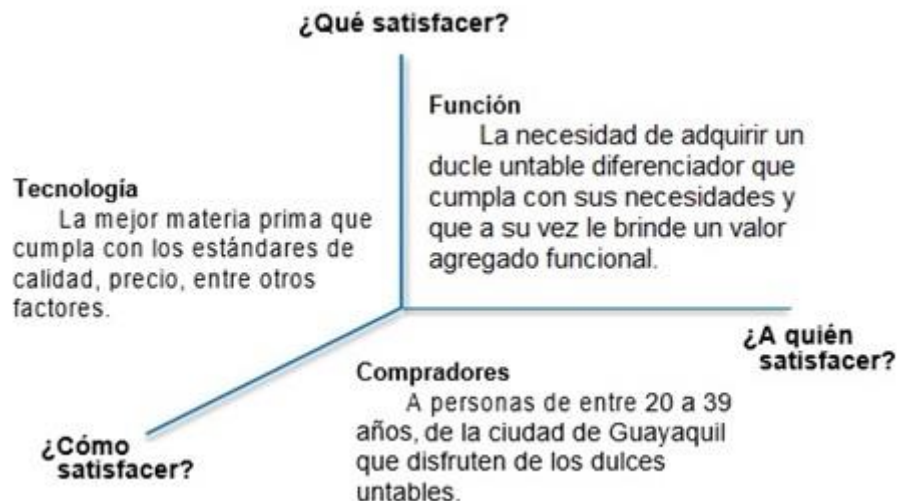 ¿Qué satisfacer?
Función
La necesidad de adquirir un
ducle untable diferenciador que
cumpla con sus necesidades y
que a su vez le brinde un valor
agregado funcional.
Tecnología
La mejor materia prima que
cumpla con los estándares de
calidad, precio, entre otros
factores.
¿A quién
satisfacer?
Compradores
A personas de entre 20 a 39
años, de la ciudad de Guayaquil
que disfruten de los dulces
untables.
¿Cómo
satisfacer?